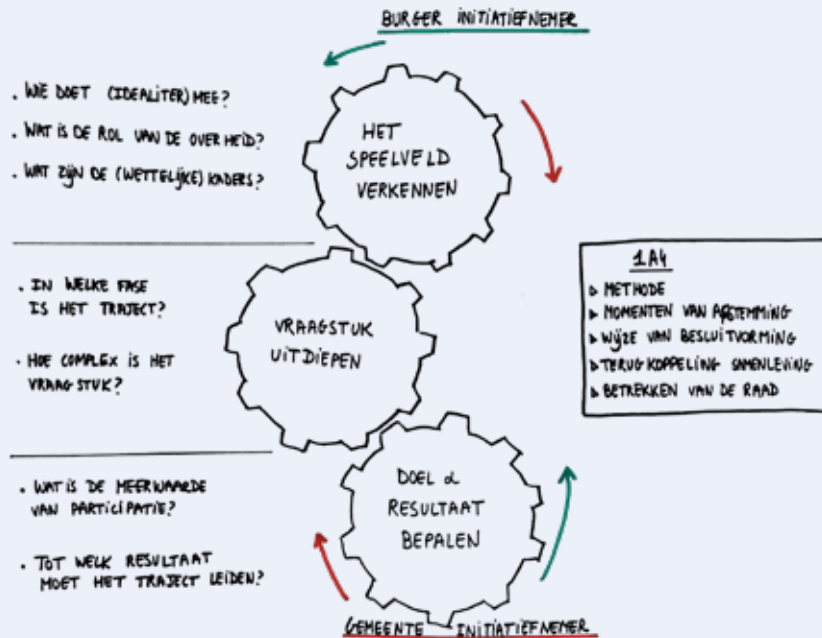 BURGER INITIATIEFNEMER
. WIE DOET (IDEALITER) MEE?
. WAT IS DE ROL VAN DE OVERHEID?
. WAT ZIJN DE (WETTELIJKE) KADERS?
HET
SPEELVELD
VERKENNEN
. IN WELKE FASE
IS HET TRAJECT?
. HOE COMPLEX IS HET
VRAAGSTUK?
VRAAGSTUK
UITDIEPEN
1A4
METHODE
MOMENTEN VAN AFSTEMMING
WIJZE VAN BESLUITVORMING
TERUGKOPPELING SAMENLEVING
BETREKKEN VAN DE RAAD
. WAT IS DE MEERWAARDE
VAN PARTICIPATIE?
. TOT WELK RESULTAAT
MOET HET TRAJECT LEIDEN?
DOEL &
RESULTAAT
BEPALEN
GEMEENTE INITIATIEFNEMER